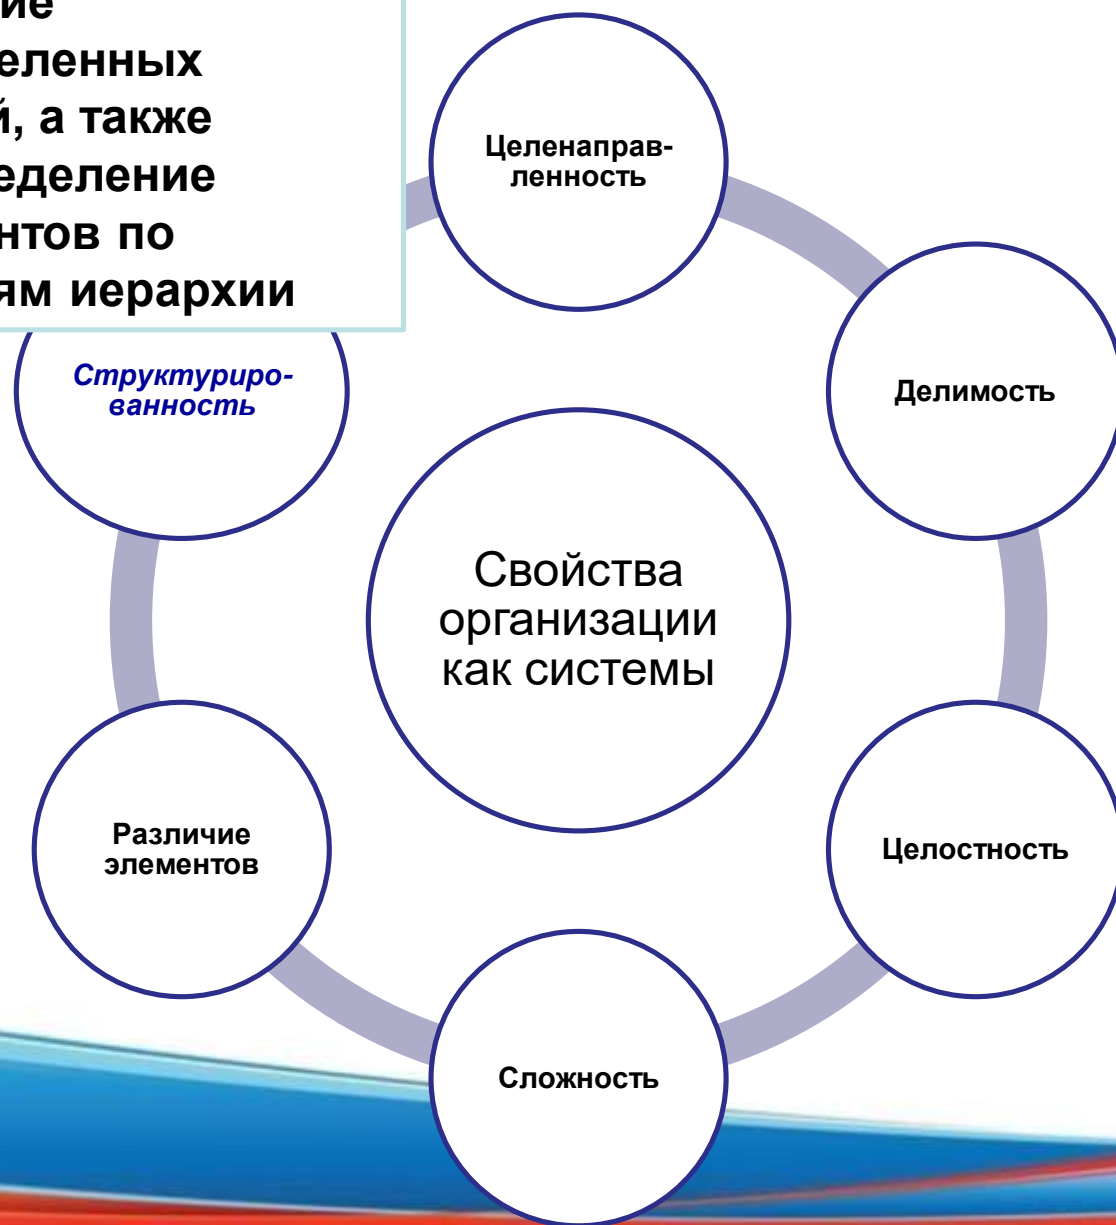 ие
еленных
й, а также
еделение
нтов по
ям иерархии
Целенаправ-
ленность
Структуриро-
ванность
Делимость
Свойства
организации
как системы
Различие
элементов
Целостность
Сложность